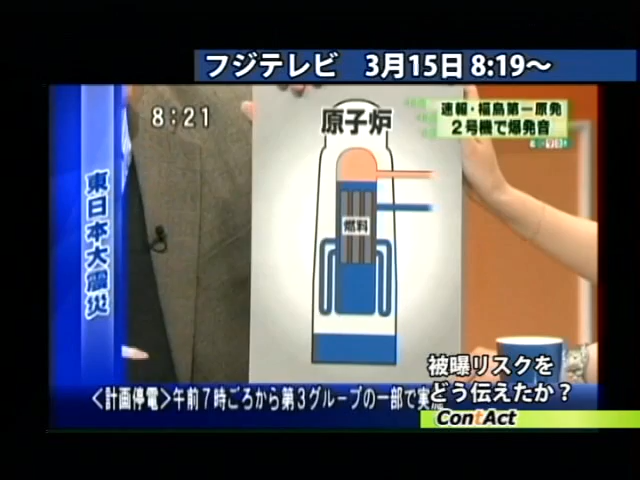 フジテレビ 3月15日 8:19~
8:21
原子炉
速報・福島第一原発
2号機で爆発音
東日本大震災
燃料
被曝リスクを
どう伝えたか?
<計画停電>午前7時ごろから第3グループの一部で実施
ContAct